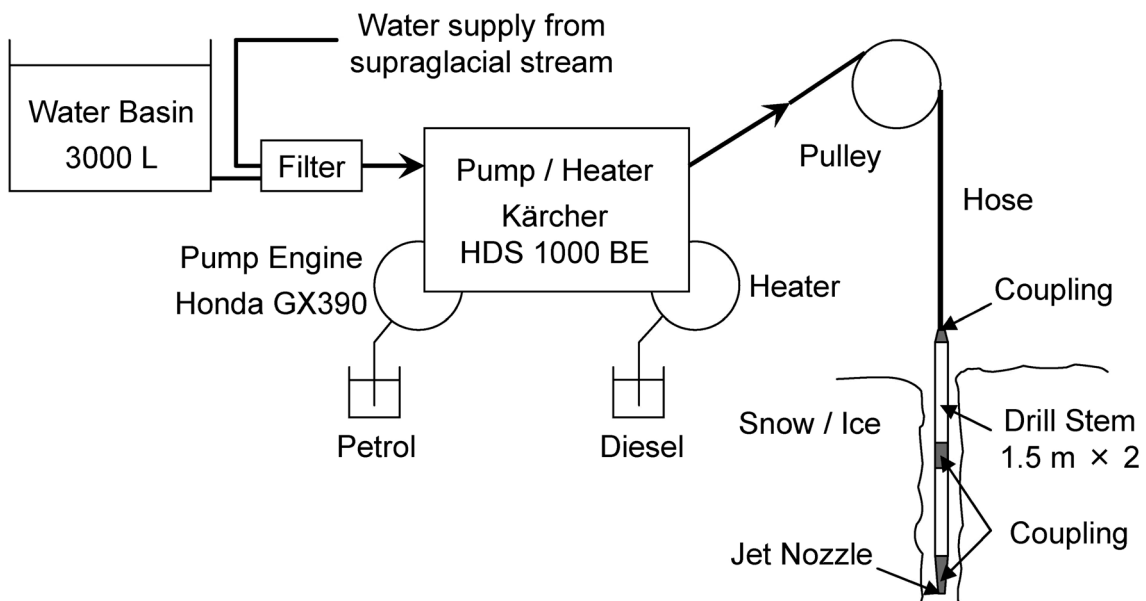 Water supply from
supraglacial stream
Water Basin
3000 L
Filter
Pump / Heater
Kärcher
HDS 1000 BE
Pulley
Hose
Pump Engine
Honda GX390
Heater
Coupling
Petrol
Diesel
Snow / Ice
Drill Stem
1.5 m × 2
Coupling
Jet Nozzle